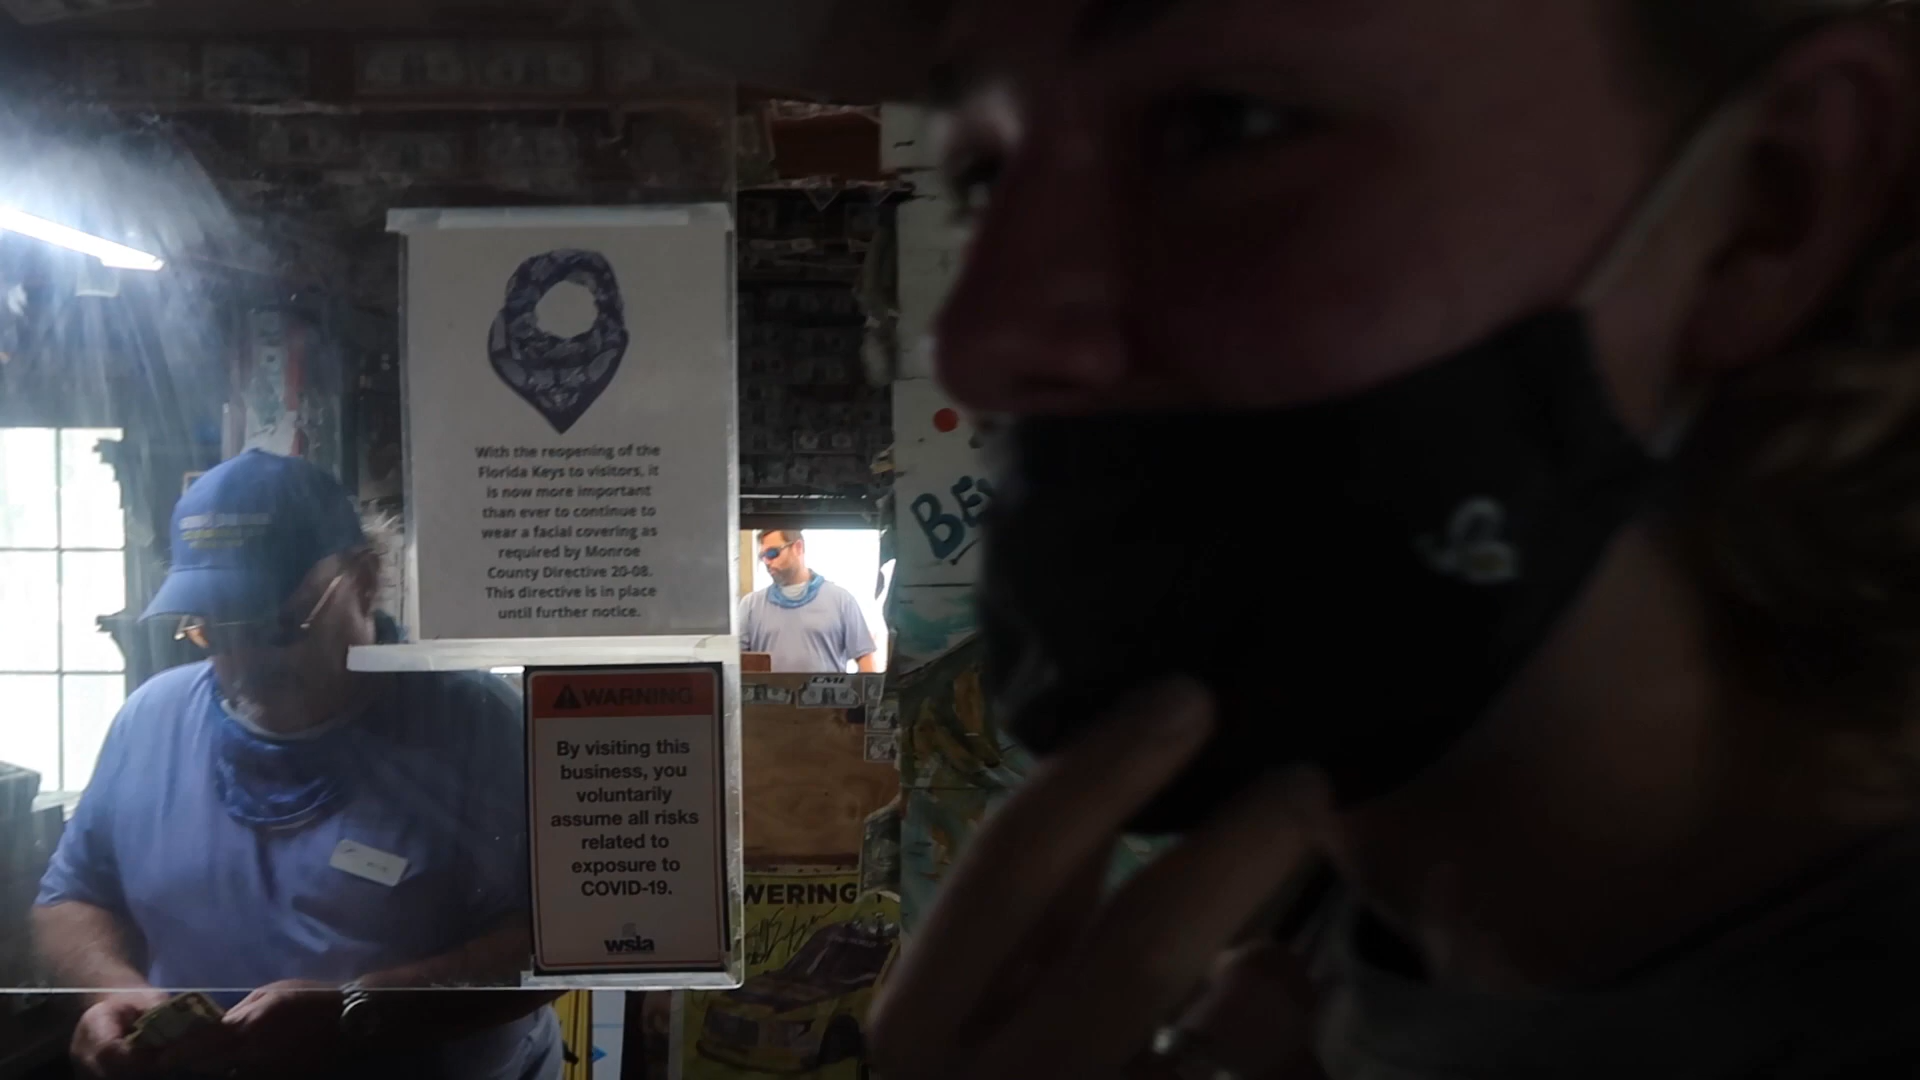 With the reopening of the
Florida Keys to visitors, it
is now more important
than ever to continue to
wear a facial covering as
required by Monroe
County Directive 20-08.
This directive is in place
until further notice.
WARNING
By visiting this
business, you
voluntarily
assume all risks
related to
exposure to
COVID-19.
wsia
CME
WERING